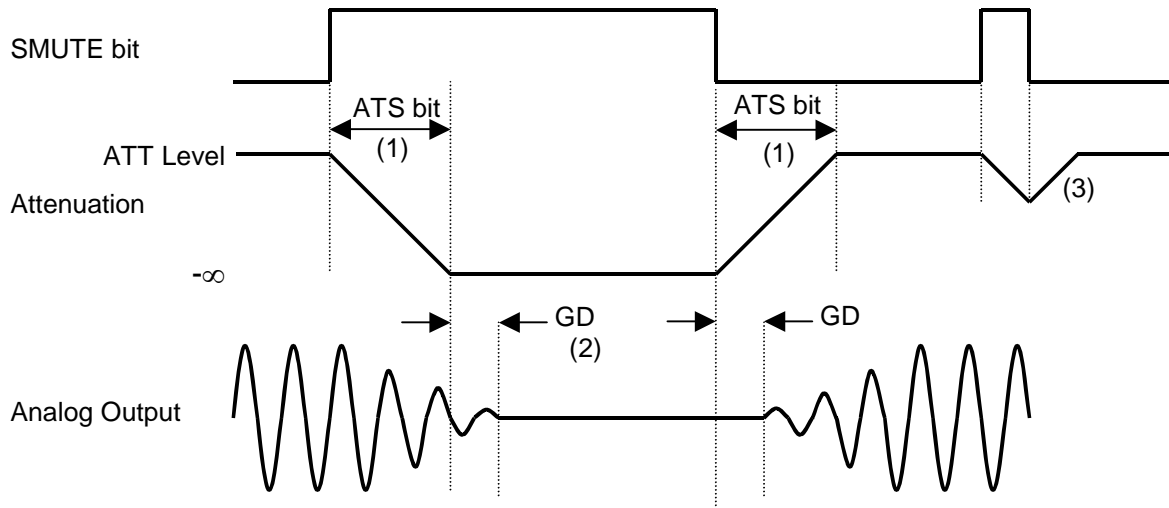 SMUTE bit
ATS bit
(1)
ATS bit
(1)
ATT Level
Attenuation
(3)
-∞
GD
(2)
GD
Analog Output